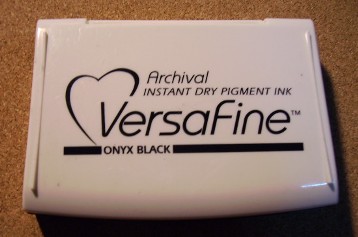 Archival
INSTANT DRY PIGMENT INK
VersaFine™
ONYX BLACK